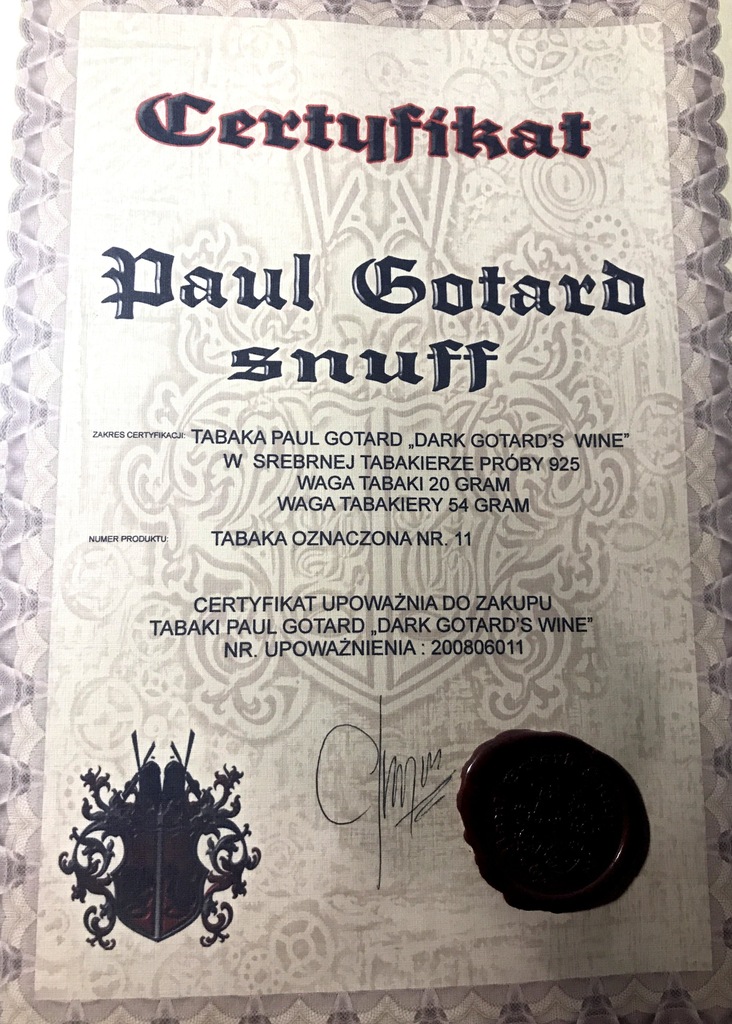 Certyfikat
Paul Gotard
snuff
ZAKRES CERTYFIKACJI: TABAKA PAUL GOTARD „DARK GOTARD'S WINE”
W SREBRNEJ TABAKIERZE PRÓBY 925
WAGA TABAKI 20 GRAM
WAGA TABAKIERY 54 GRAM
NUMER PRODUKTU: TABAKA OZNACZONA NR. 11
CERTYFIKAT UPOWAŻNIA DO ZAKUPU
TABAKI PAUL GOTARD „DARK GOTARD'S WINE”
NR. UPOWAŻNIENIA : 200806011